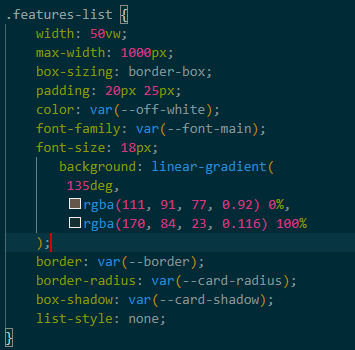 .features-list {
width: 50vw;
max-width: 1000px;
box-sizing: border-box;
padding: 20px 25px;
color: var(--off-white);
font-family: var(--font-main);
font-size: 18px;
background: linear-gradient(
135deg,
rgba(111, 91, 77, 0.92) 0%,
rgba(170, 84, 23, 0.116) 100%
);
border: var(--border);
border-radius: var(--card-radius);
box-shadow: var(--card-shadow);
list-style: none;
}